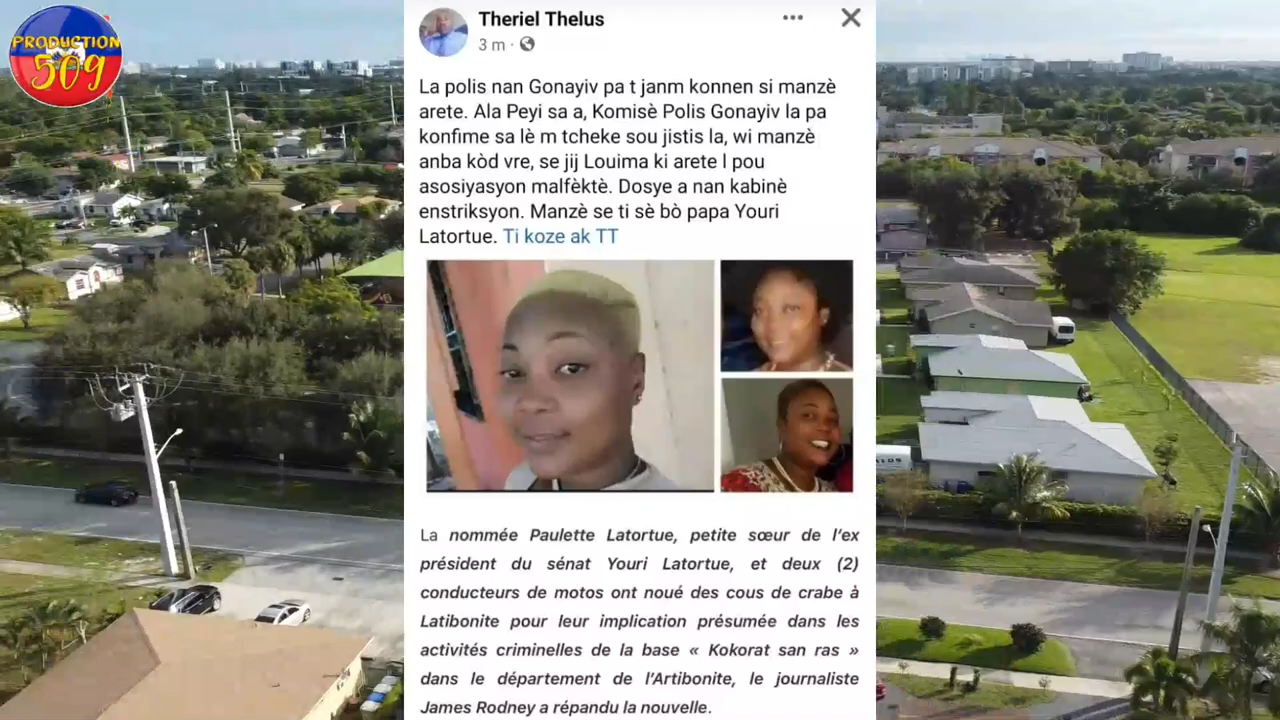 PRODUCTION
509
Theriel Thelus
3 m ·
La polis nan Gonayiv pa t janm konnen si manzè
arete. Ala Peyi sa a, Komisè Polis Gonayiv la pa
konfime sa lè m tcheke sou jistis la, wi manzè
anba kòd vre, se jij Louima ki arete l pou
asosiyasyon malfèktè. Dosye a nan kabinè
enstriksyon. Manzè se ti sè bò papa Youri
Latortue. Ti koze ak TT
La nommée Paulette Latortue, petite sœur de l’ex
président du sénat Youri Latortue, et deux (2)
conducteurs de motos ont noué des cous de crabe à
Latibonite pour leur implication présumée dans les
activités criminelles de la base « Kokorat san ras »
dans le département de l’Artibonite, le journaliste
James Rodney a répandu la nouvelle.